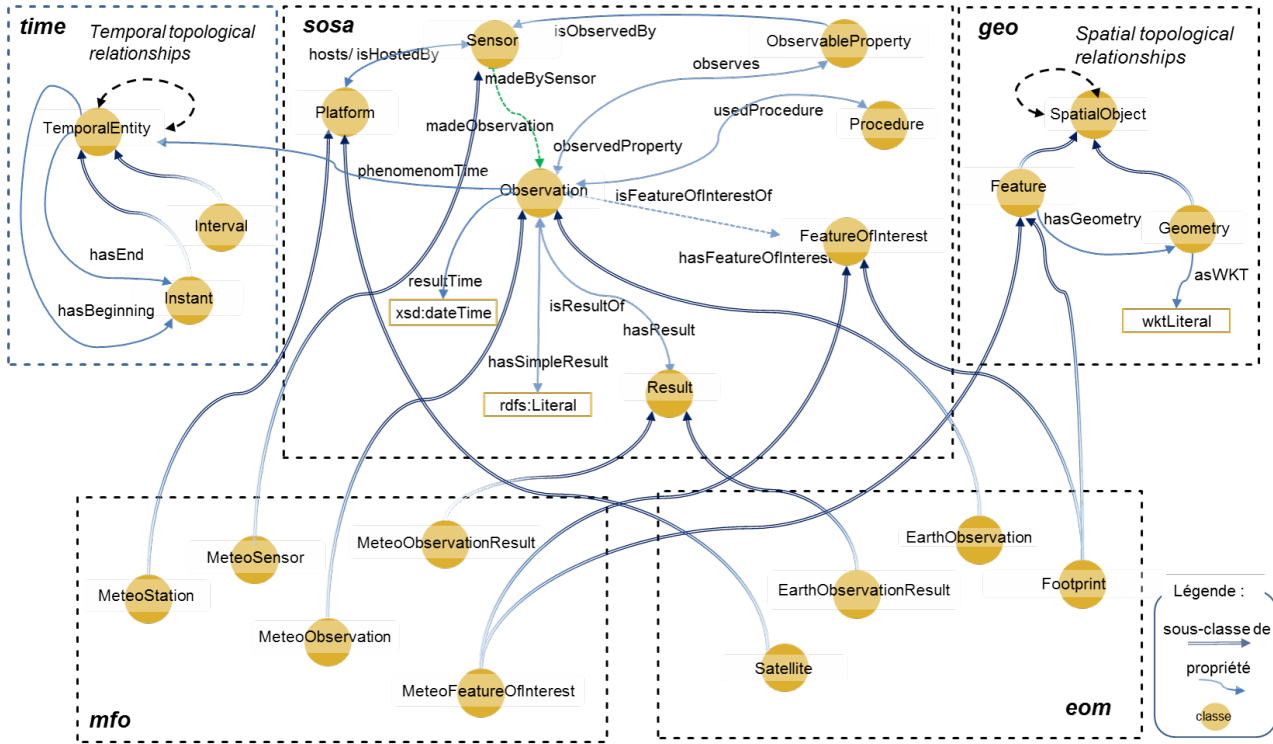 time
Temporal topological
relationships
TemporalEntity
Interval
hasEnd
Instant
hasBeginning
sosa
Sensor
isObservedBy
ObservableProperty
hosts/ isHostedBy
madeBySensor
observes
Platform
usedProcedure
Procedure
madeObservation
observedProperty
phenomenomTime
Observation
isFeatureOfInterestOf
FeatureOfInterest
hasFeatureOfInterest
resultTime
xsd:dateTime
isResultOf
hasResult
hasSimpleResult
Result
rdfs:Literal
geo
Spatial topological
relationships
SpatialObject
Feature
hasGeometry
Geometry
asWKT
wktLiteral
MeteoObservationResult
MeteoSensor
MeteoStation
MeteoObservation
MeteoFeatureOfInterest
mfo
EarthObservation
EarthObservationResult
Footprint
Satellite
eom
Légende :
sous-classe de
propriété
classe